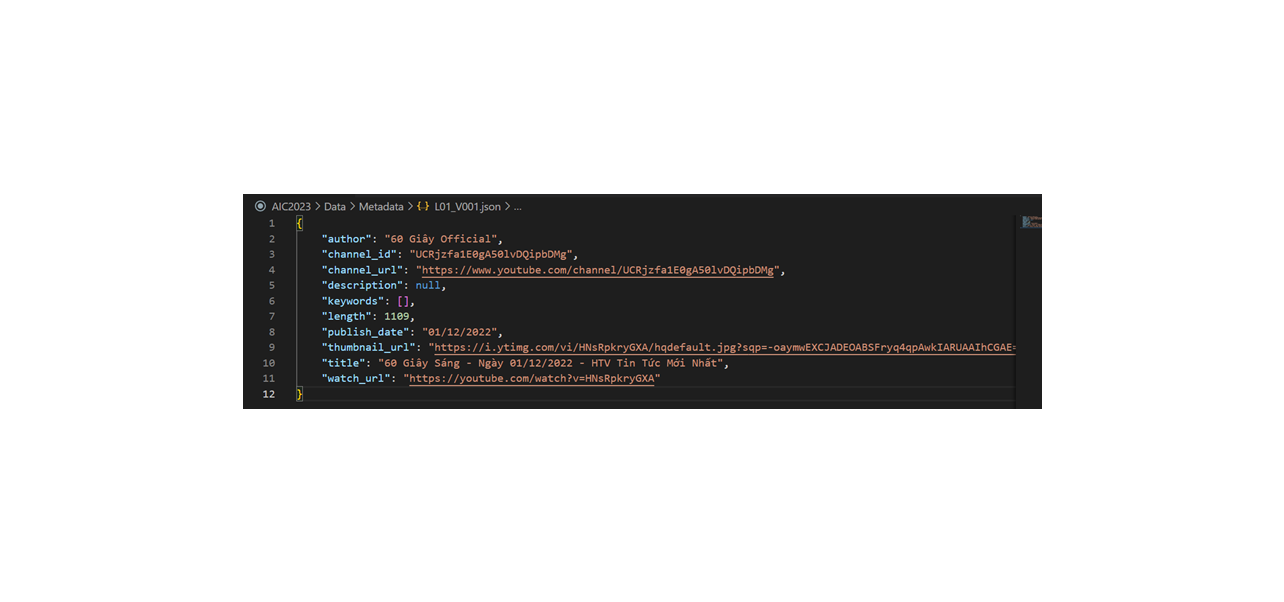 AIC2023 > Data > Metadata > {} L01_V001.json > ...
1 {
2 "author": "60 Giây Official",
3 "channel_id": "UCRjzfa1E0gA50lvDQipbDMg",
4 "channel_url": "https://www.youtube.com/channel/UCRjzfa1E0gA50lvDQipbDMg",
5 "description": null,
6 "keywords": [],
7 "length": 1109,
8 "publish_date": "01/12/2022",
9 "thumbnail_url": "https://i.ytimg.com/vi/HNsRpkryGXA/hqdefault.jpg?sqp=-oaymwEXCJADEOABSFryq4qpAwkIARUAAIhCGAE=
10 "title": "60 Giây Sáng - Ngày 01/12/2022 - HTV Tin Tức Mới Nhất",
11 "watch_url": "https://youtube.com/watch?v=HNsRpkryGXA"
12 }